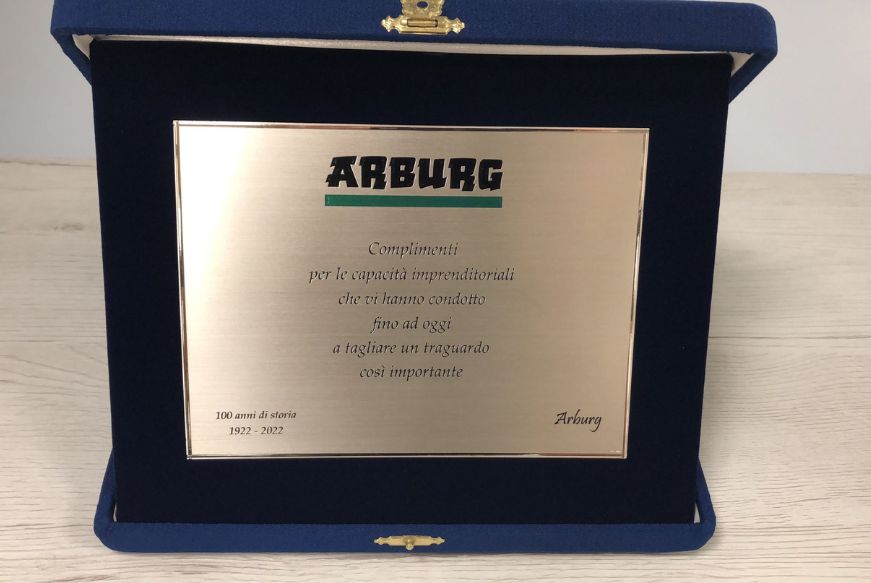 ARBURG
Complimenti
per le capacità imprenditoriali
che vi hanno condotto
fino ad oggi
a tagliare un traguardo
così importante
100 anni di storia
1922 - 2022
Arburg